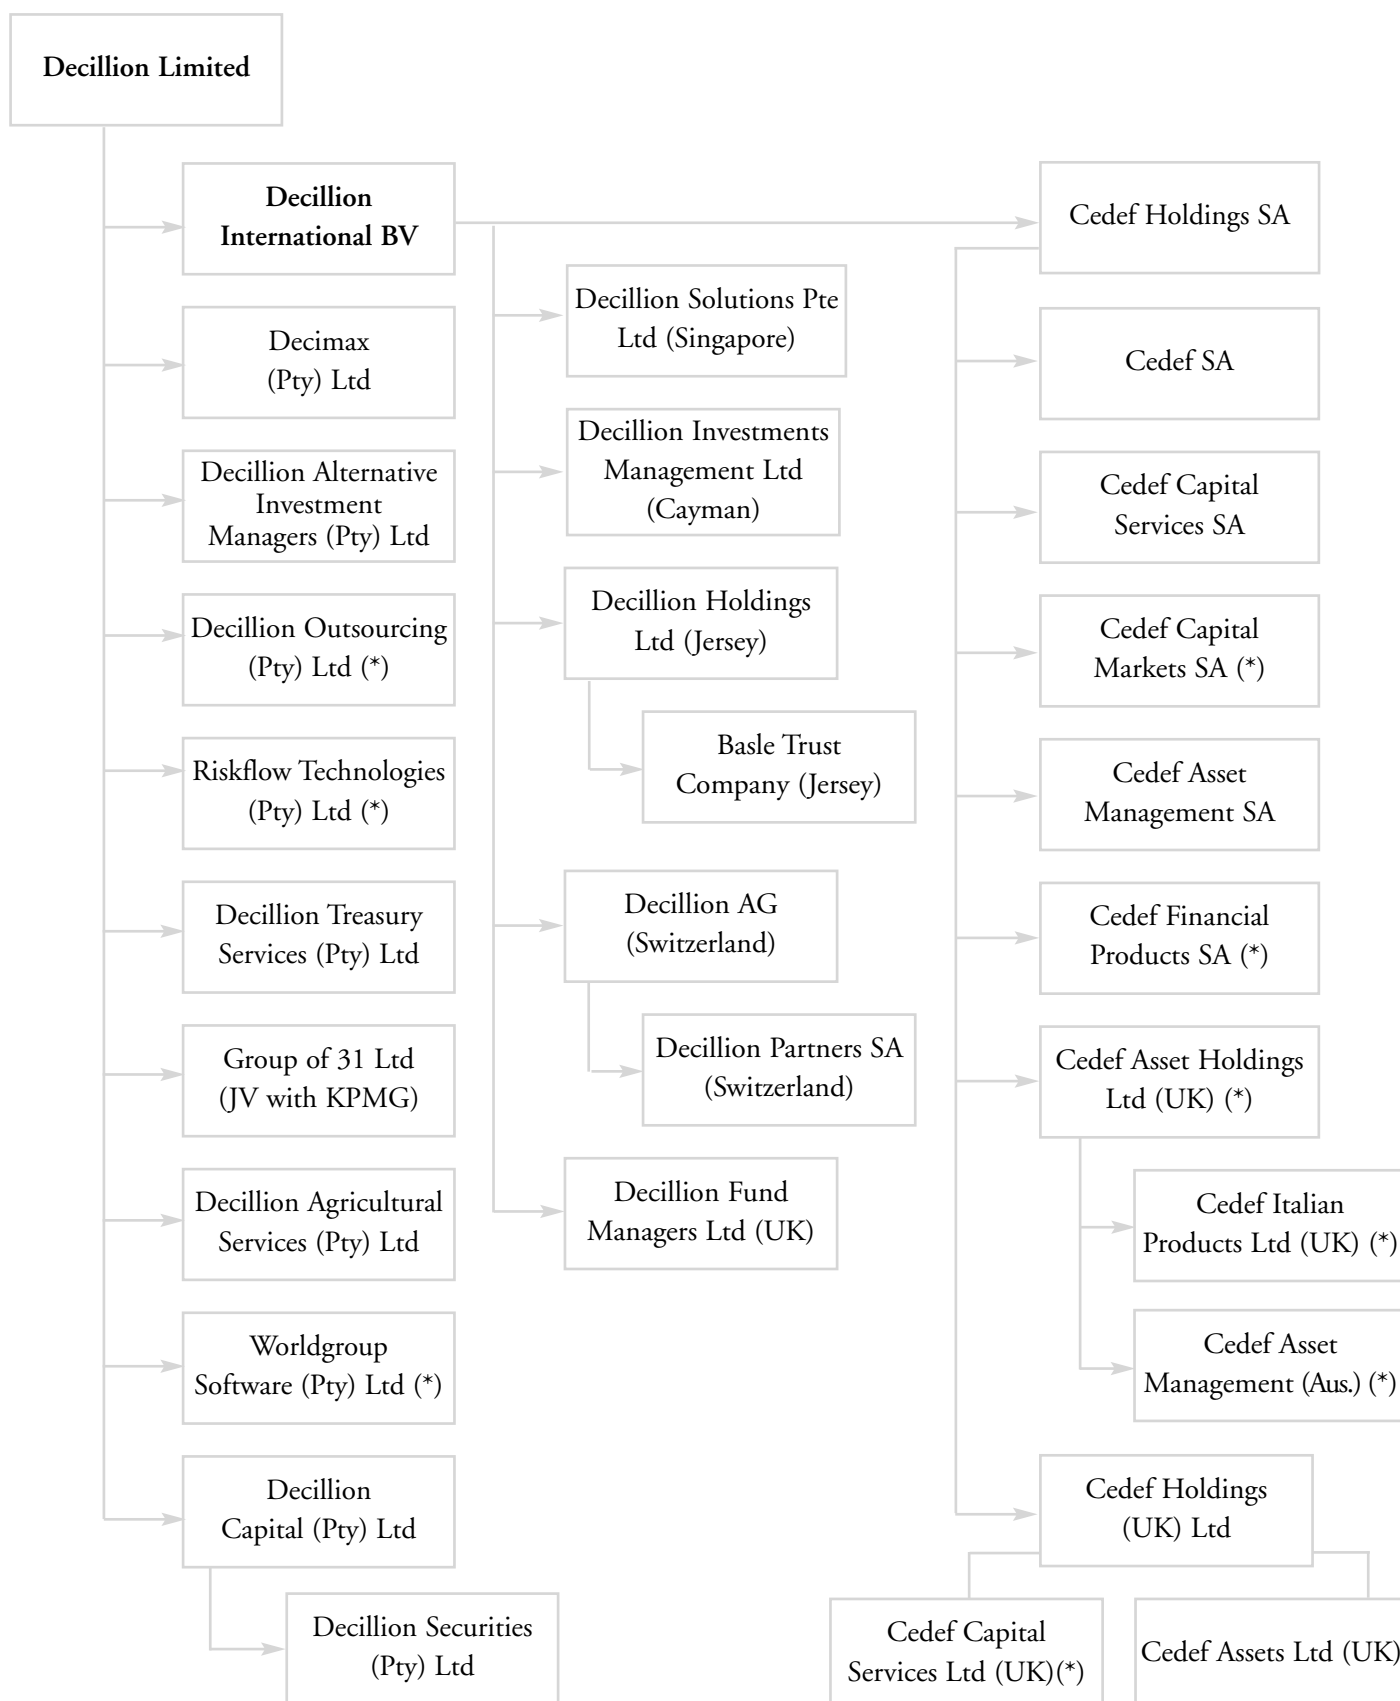 Decillion Limited
Decillion
International BV
Decimax
(Pty) Ltd
Decillion Alternative
Investment
Managers (Pty) Ltd
Decillion Outsourcing
(Pty) Ltd (*)
Riskflow Technologies
(Pty) Ltd (*)
Decillion Treasury
Services (Pty) Ltd
Group of 31 Ltd
(JV with KPMG)
Decillion Agricultural
Services (Pty) Ltd
Worldgroup
Software (Pty) Ltd (*)
Decillion
Capital (Pty) Ltd
Decillion Securities
(Pty) Ltd
Decillion Solutions Pte
Ltd (Singapore)
Decillion Investments
Management Ltd
(Cayman)
Decillion Holdings
Ltd (Jersey)
Basle Trust
Company (Jersey)
Decillion AG
(Switzerland)
Decillion Partners SA
(Switzerland)
Decillion Fund
Managers Ltd (UK)
Cedef Holdings SA
Cedef SA
Cedef Capital
Services SA
Cedef Capital
Markets SA (*)
Cedef Asset
Management SA
Cedef Financial
Products SA (*)
Cedef Asset Holdings
Ltd (UK) (*)
Cedef Italian
Products Ltd (UK) (*)
Cedef Asset
Management (Aus.) (*)
Cedef Holdings
(UK) Ltd
Cedef Capital
Services Ltd (UK)(*)
Cedef Assets Ltd (UK)